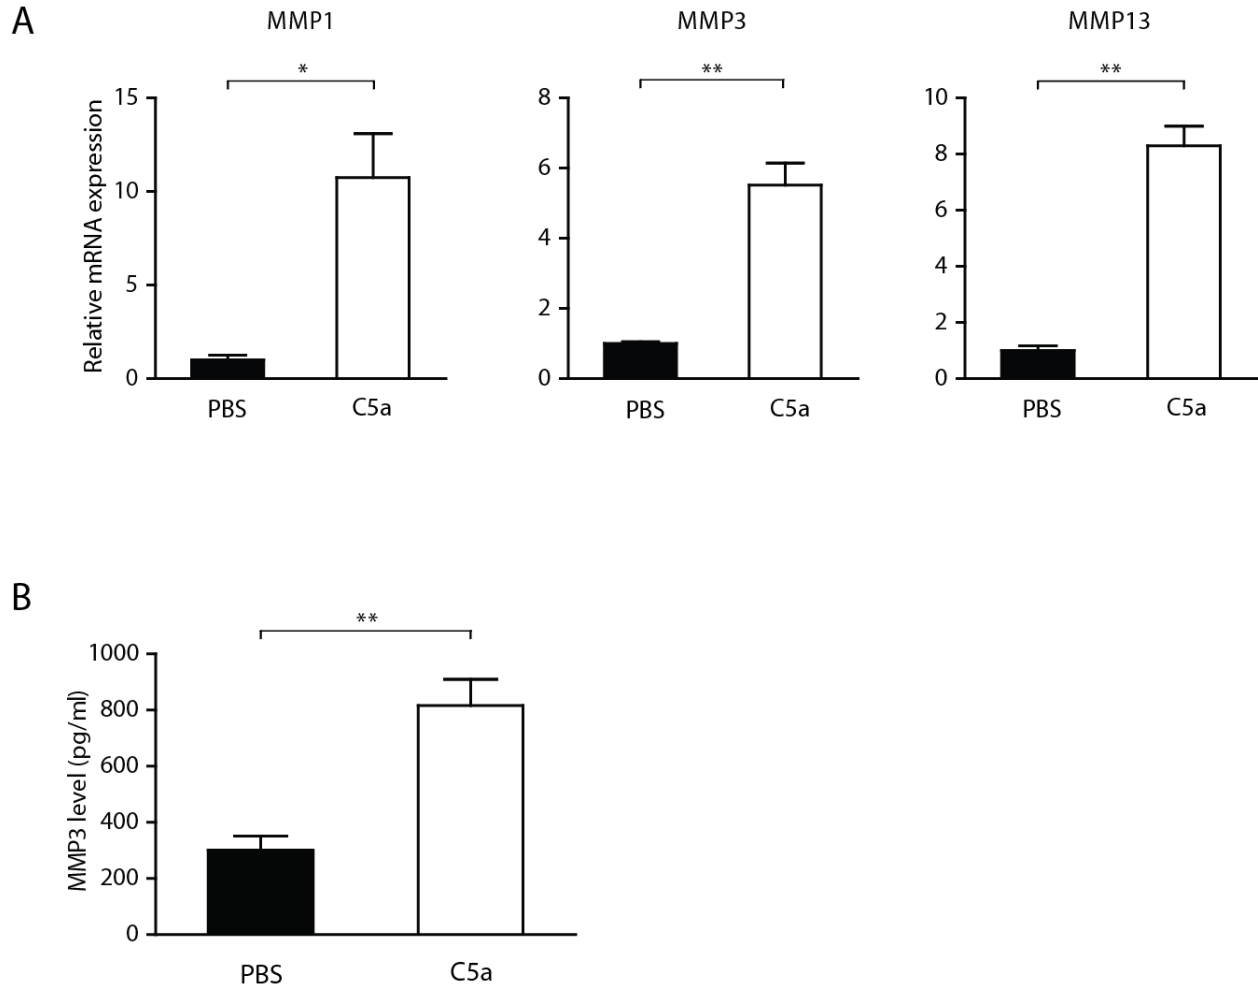 A
MMP1
MMP3
MMP13
*
**
**
Relative mRNA expression
15
10
5
0
PBS
C5a
8
6
4
2
0
PBS
C5a
10
8
6
4
2
0
PBS
C5a
B
**
MMP3 level (pg/ml)
1000
800
600
400
200
0
PBS
C5a